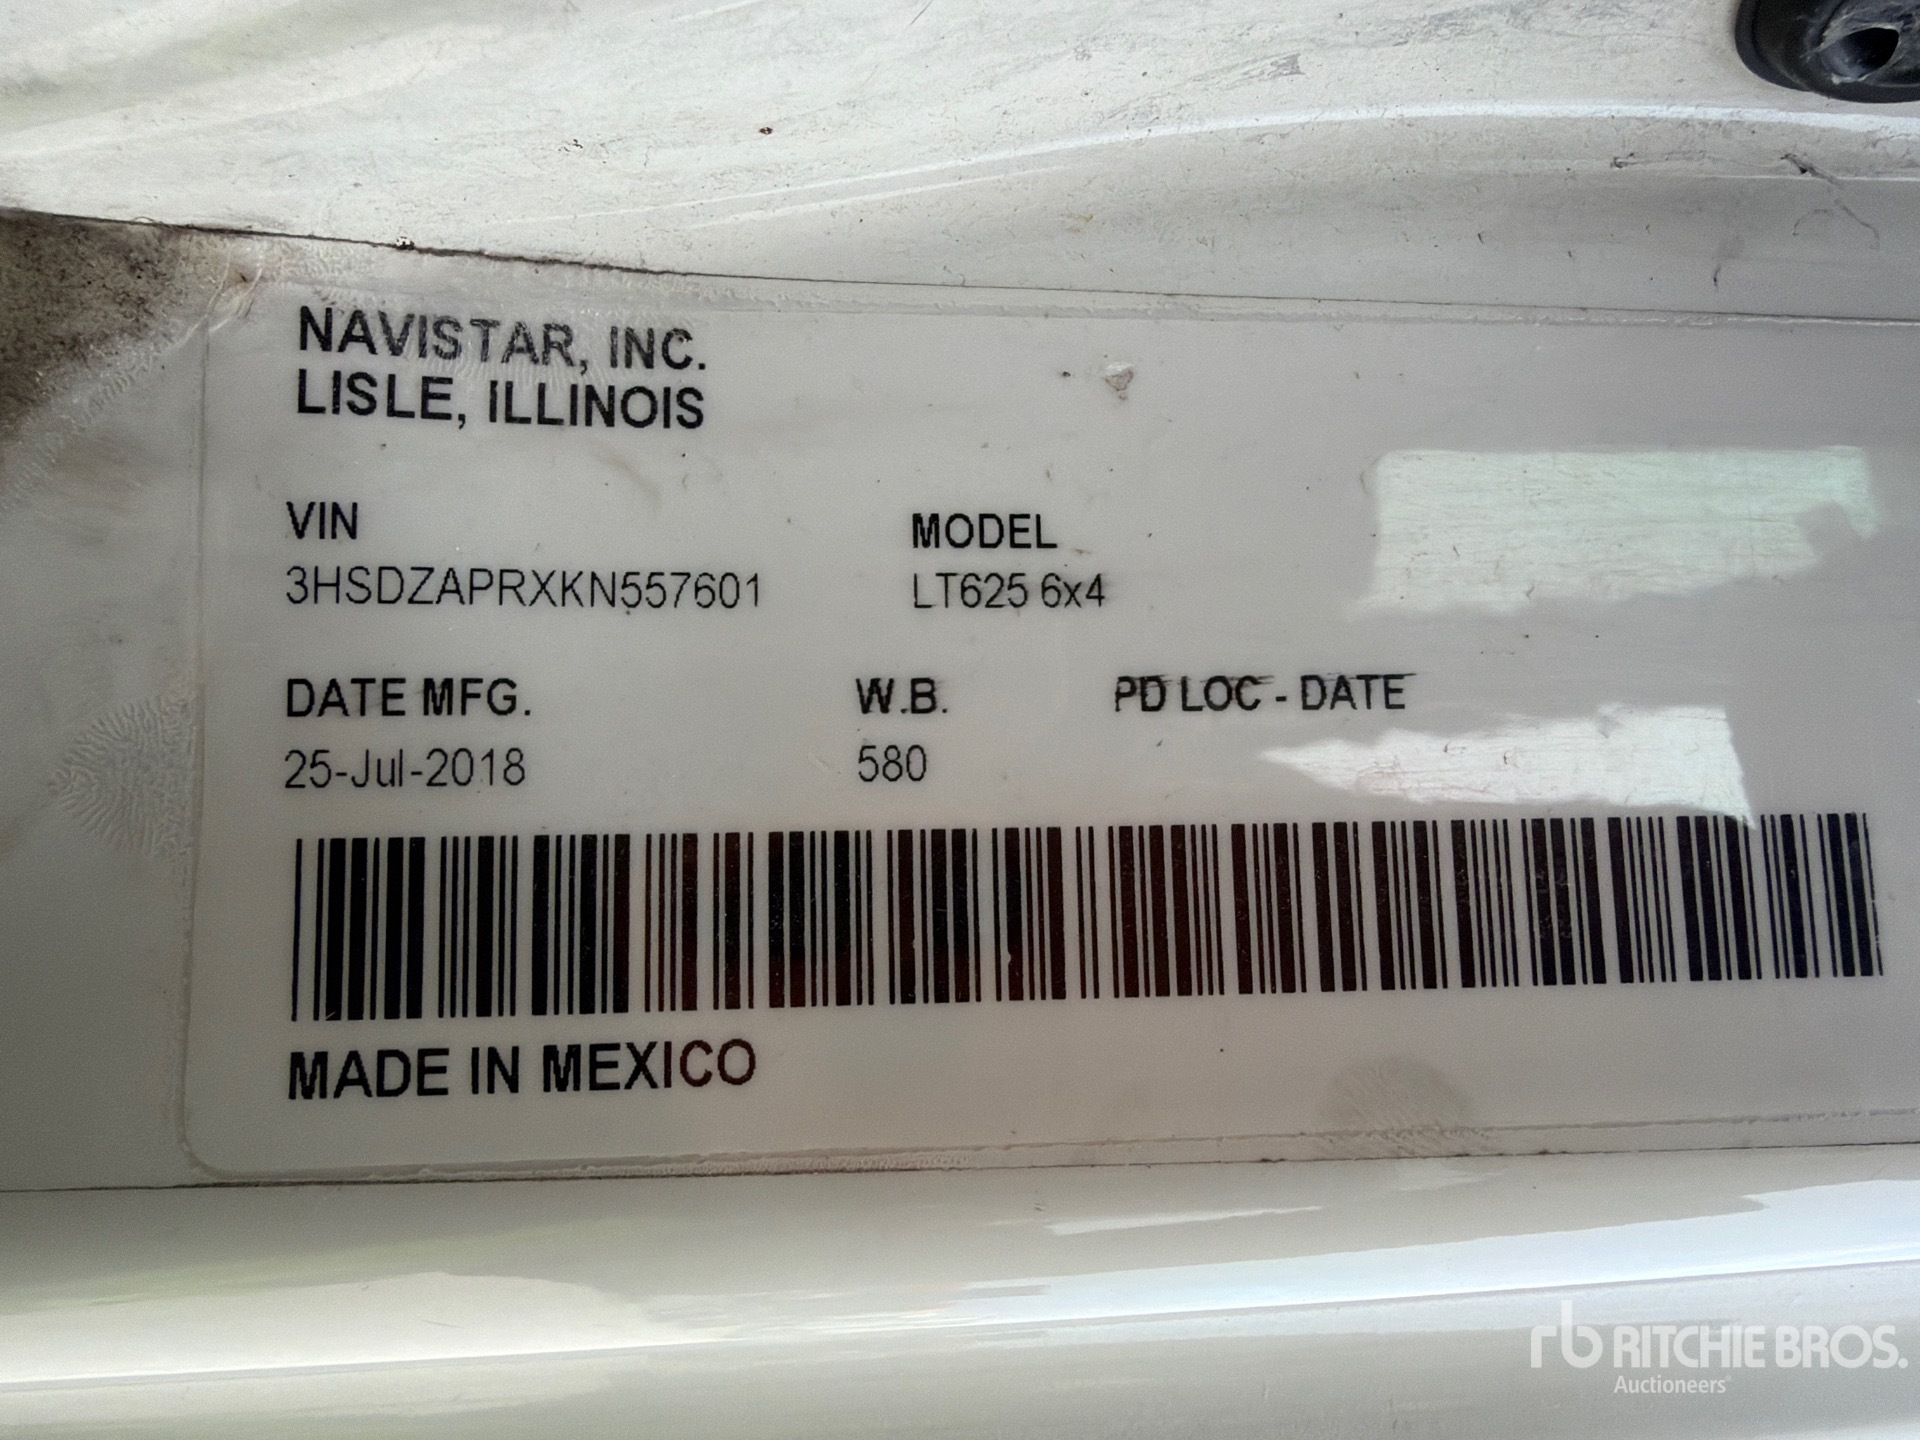 NAVISTAR, INC.
LISLE, ILLINOIS
VIN
3HSDZAPRXKN557601
MODEL
LT625 6x4
DATE MFG.
25-Jul-2018
W.B.
580
PD LOC - DATE
MADE IN MEXICO
rb RITCHIE BROS.
Auctioneers